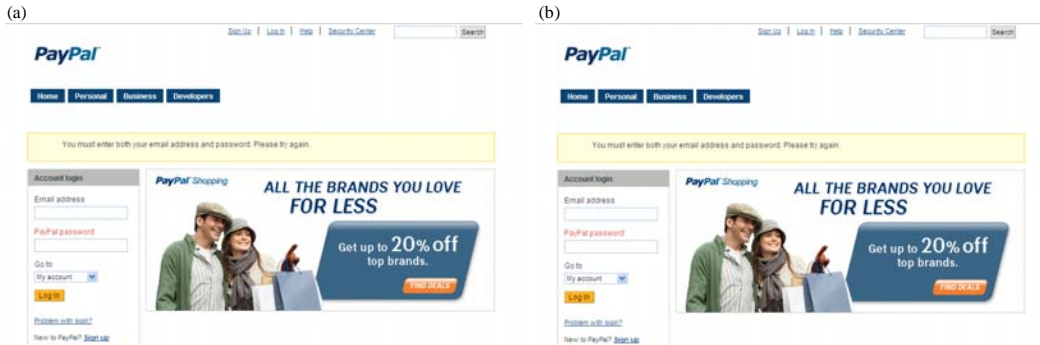 (a)
Sign Up | Log In | Help | Security Center Search
PayPal
Home Personal Business Developers
You must enter both your email address and password. Please try again.
Account login
Email address
PayPal password
Go to
My account
Log In
Problem with login?
New to PayPal? Sign up
PayPal Shopping
ALL THE BRANDS YOU LOVE
FOR LESS
Get up to 20% off
top brands.
FIND DEALS
(b)
Sign Up | Log In | Help | Security Center Search
PayPal
Home Personal Business Developers
You must enter both your email address and password. Please try again.
Account login
Email address
PayPal password
Go to
My account
Log In
Problem with login?
New to PayPal? Sign up
PayPal Shopping
ALL THE BRANDS YOU LOVE
FOR LESS
Get up to 20% off
top brands.
FIND DEALS